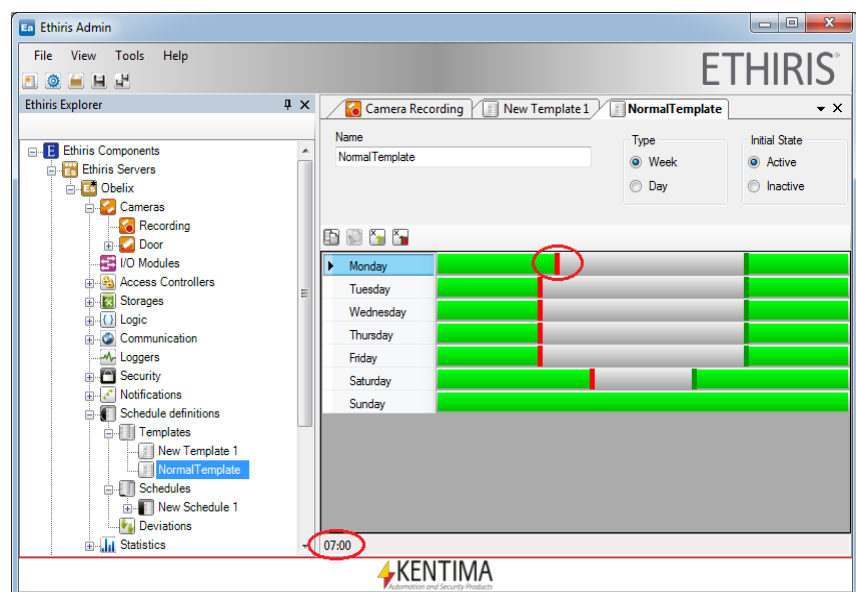 Ea Ethiris Admin
File View Tools Help
ETHIRIS®
Ethiris Explorer
Camera Recording
New Template 1
NormalTemplate
Ethiris Components
Ethiris Servers
Obelix
Cameras
Recording
Door
I/O Modules
Access Controllers
Storages
Logic
Communication
Loggers
Security
Notifications
Schedule definitions
Templates
New Template 1
NormalTemplate
Schedules
New Schedule 1
Deviations
Statistics
Name
NormalTemplate
Type
Week
Day
Initial State
Active
Inactive
Monday
Tuesday
Wednesday
Thursday
Friday
Saturday
Sunday
07:00
KENTIMA
Automation and Security Products